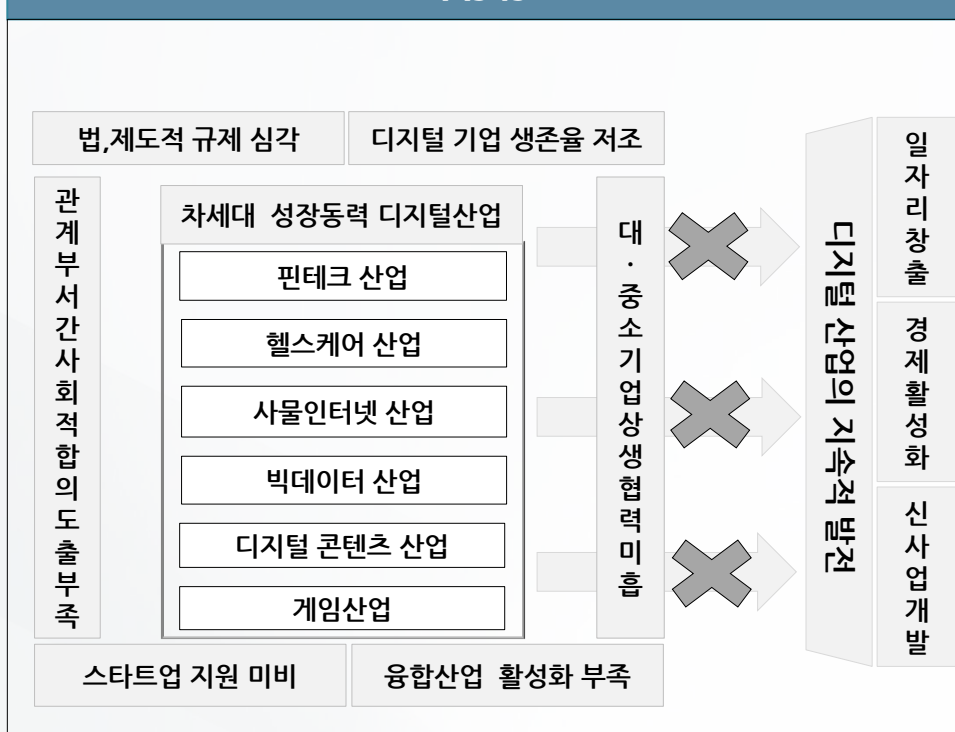 법,제도적 규제 심각
디지털 기업 생존율 저조
관계부서간사회적합의도출부족
차세대 성장동력 디지털산업
핀테크 산업
헬스케어 산업
사물인터넷 산업
빅데이터 산업
디지털 콘텐츠 산업
게임산업
대·중소기업상생협력미흡
디지털 산업의 지속적 발전
일자리창출
경제활성화
신사업개발
스타트업 지원 미비
융합산업 활성화 부족